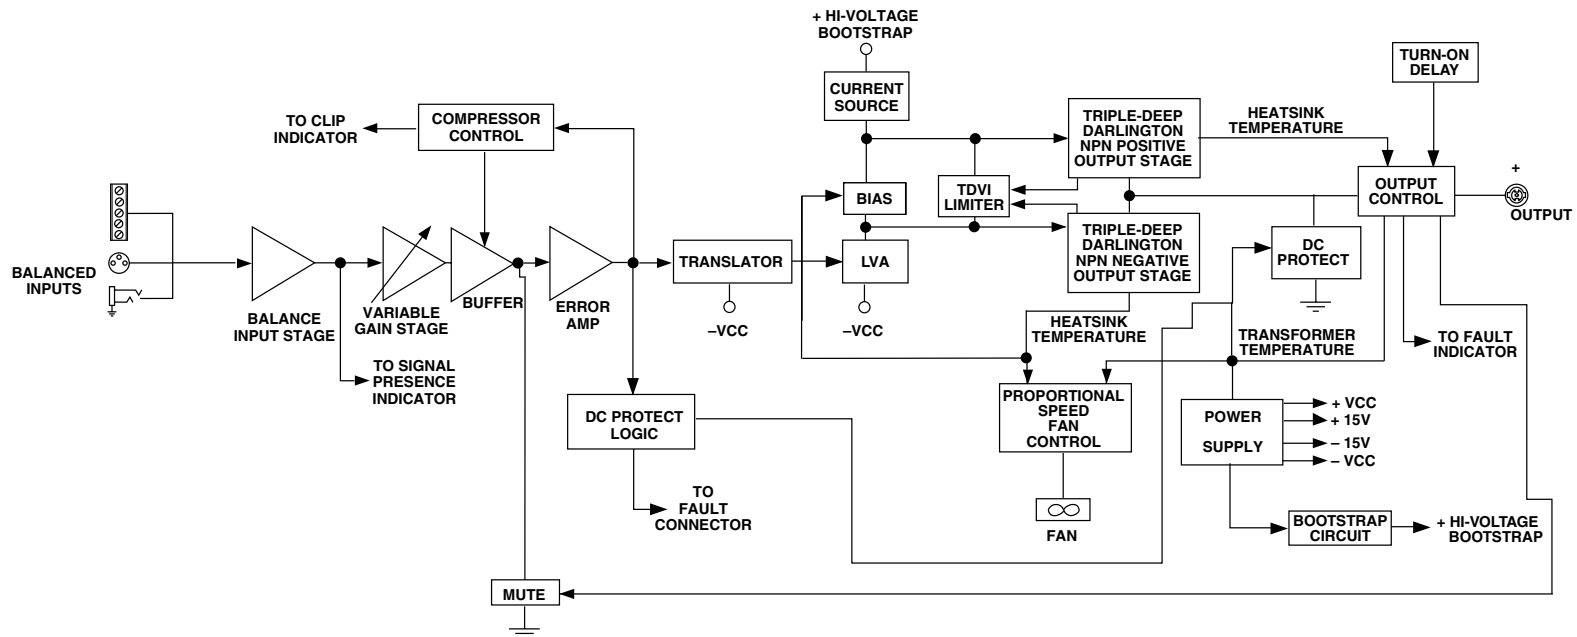 + HI-VOLTAGE
BOOTSTRAP
CURRENT
SOURCE
TURN-ON
DELAY
TO CLIP
INDICATOR
COMPRESSOR
CONTROL
TRIPLE-DEEP
DARLINGTON
NPN POSITIVE
OUTPUT STAGE
HEATSINK
TEMPERATURE
BIAS
TDVI
LIMITER
OUTPUT
CONTROL
+
OUTPUT
BALANCED
INPUTS
BALANCE
INPUT STAGE
VARIABLE
GAIN STAGE
BUFFER
ERROR
AMP
TRANSLATOR
–VCC
LVA
–VCC
TRIPLE-DEEP
DARLINGTON
NPN NEGATIVE
OUTPUT STAGE
DC
PROTECT
HEATSINK
TEMPERATURE
TRANSFORMER
TEMPERATURE
TO FAULT
INDICATOR
TO SIGNAL
PRESENCE
INDICATOR
DC PROTECT
LOGIC
PROPORTIONAL
SPEED
FAN
CONTROL
POWER
SUPPLY
+ VCC
+ 15V
– 15V
– VCC
TO
FAULT
CONNECTOR
FAN
BOOTSTRAP
CIRCUIT
+ HI-VOLTAGE
BOOTSTRAP
MUTE